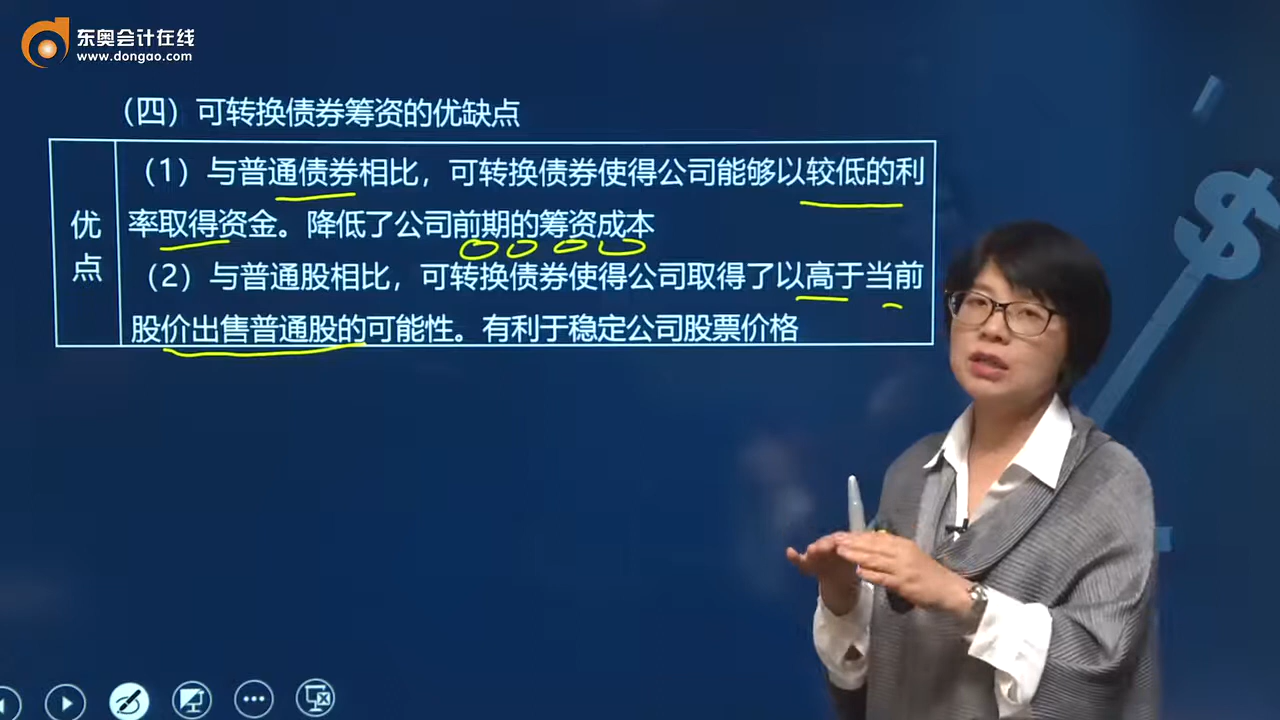 东奥会计在线
www.dongao.com
（四）可转换债券筹资的优缺点
优点
（1）与普通债券相比，可转换债券使得公司能够以较低的利
率取得资金。降低了公司前期的筹资成本
（2）与普通股相比，可转换债券使得公司取得了以高于当前
股价出售普通股的可能性。有利于稳定公司股票价格